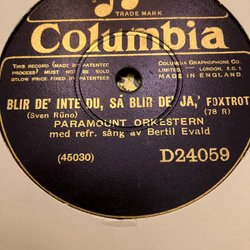 TRADE MARK
Columbia
THIS RECORD (MADE BY PATENTED
PROCESS) MUST NOT BE SOLD
BELOW PRICE FIXED BY PATENTEES
COLUMBIA GRAPHOPHONE CO.
LIMITED — LONDON, E.C.1
MADE IN ENGLAND
BLIR DE' INTE DU, SÅ BLIR DE' JA,' FOXTROT
(Sven Rüno) (78 R)
PARAMOUNT ORKESTERN
med refr. sång av Bertil Evald
(45030) D24059